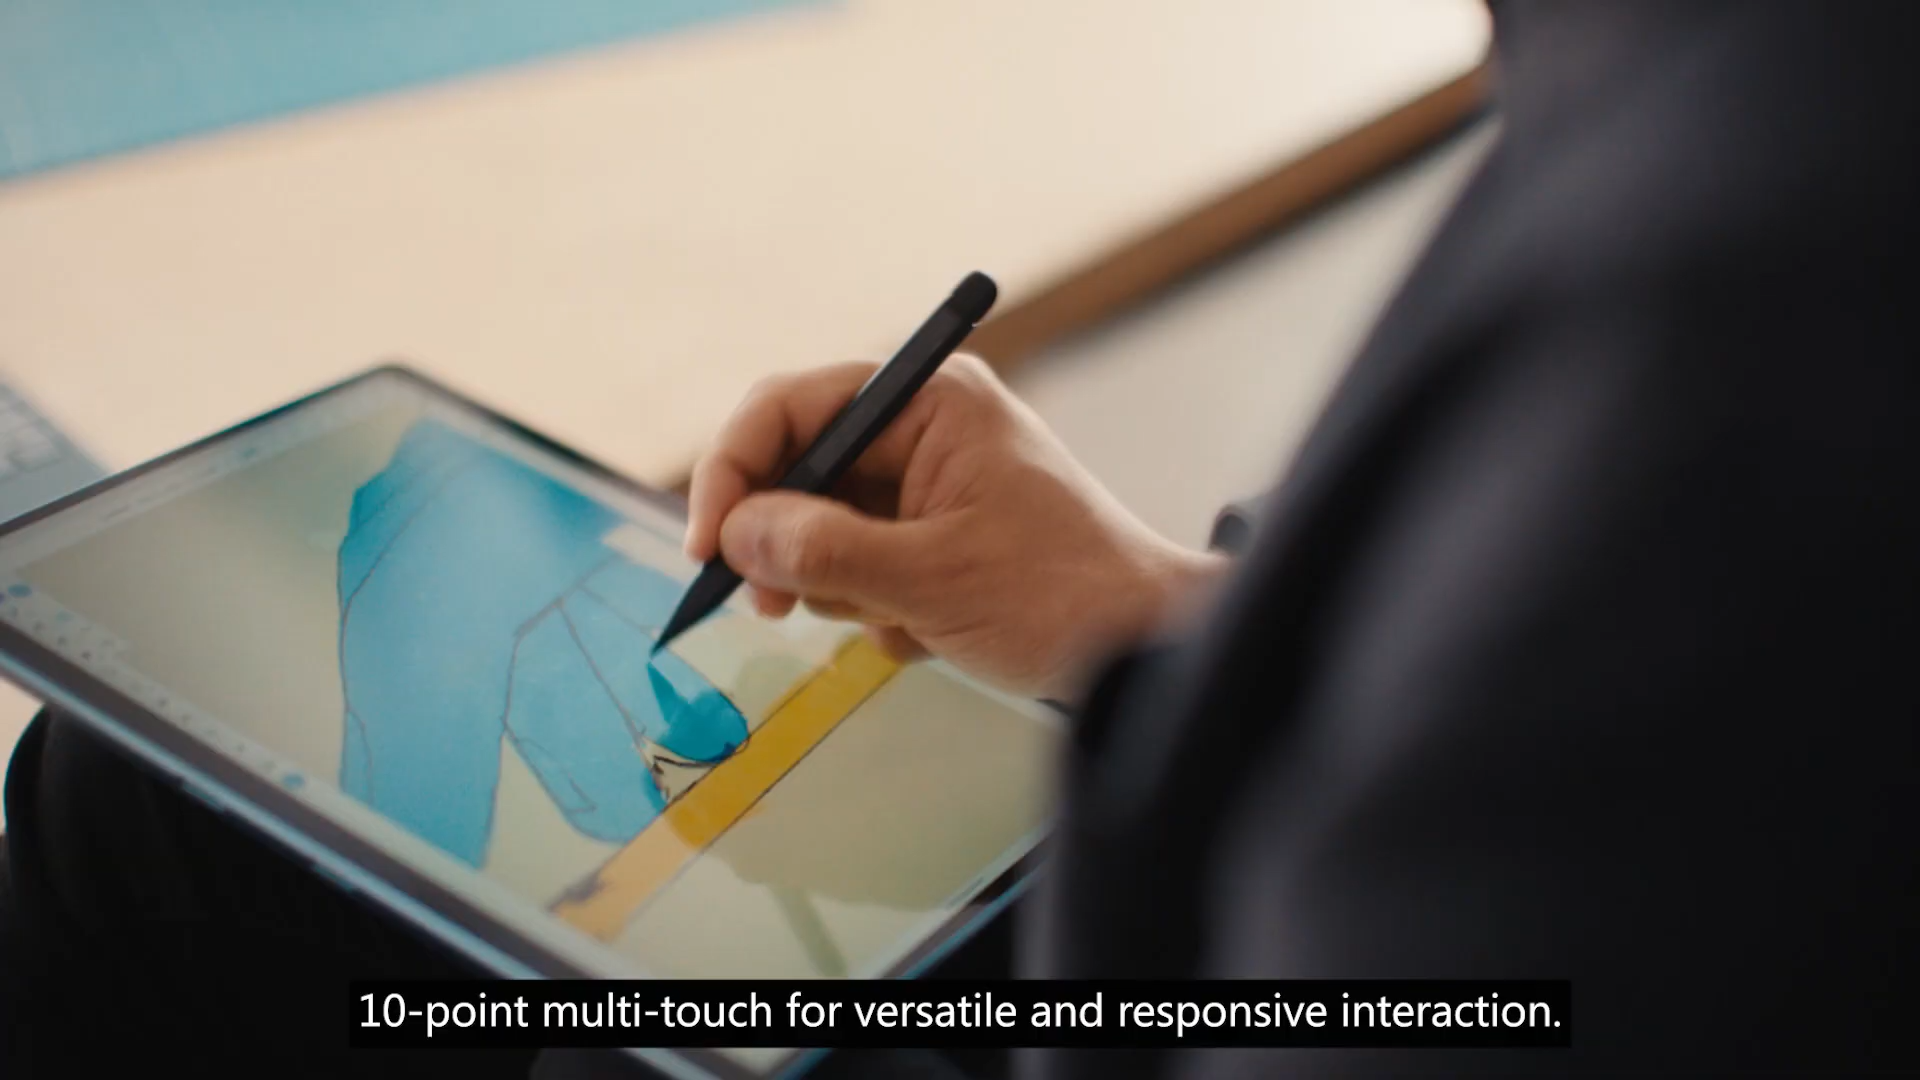 10-point multi-touch for versatile and responsive interaction.